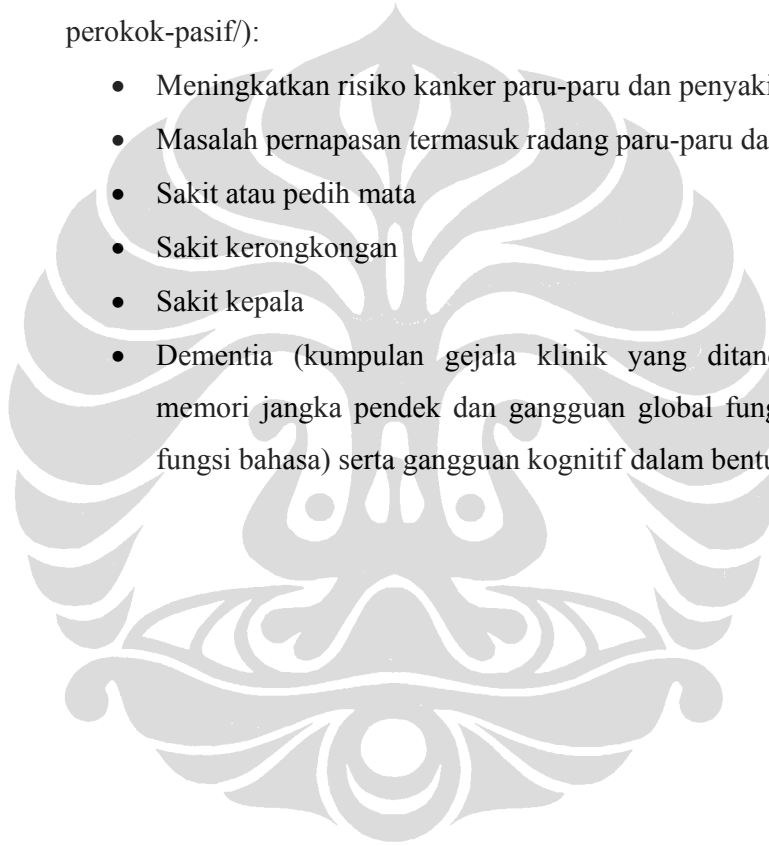 perokok-pasif/):
• Meningkatkan risiko kanker paru-paru dan penyaki
• Masalah pernapasan termasuk radang paru-paru da
• Sakit atau pedih mata
• Sakit kerongkongan
• Sakit kepala
• Dementia (kumpulan gejala klinik yang ditand
memori jangka pendek dan gangguan global fung
fungsi bahasa) serta gangguan kognitif dalam bentu